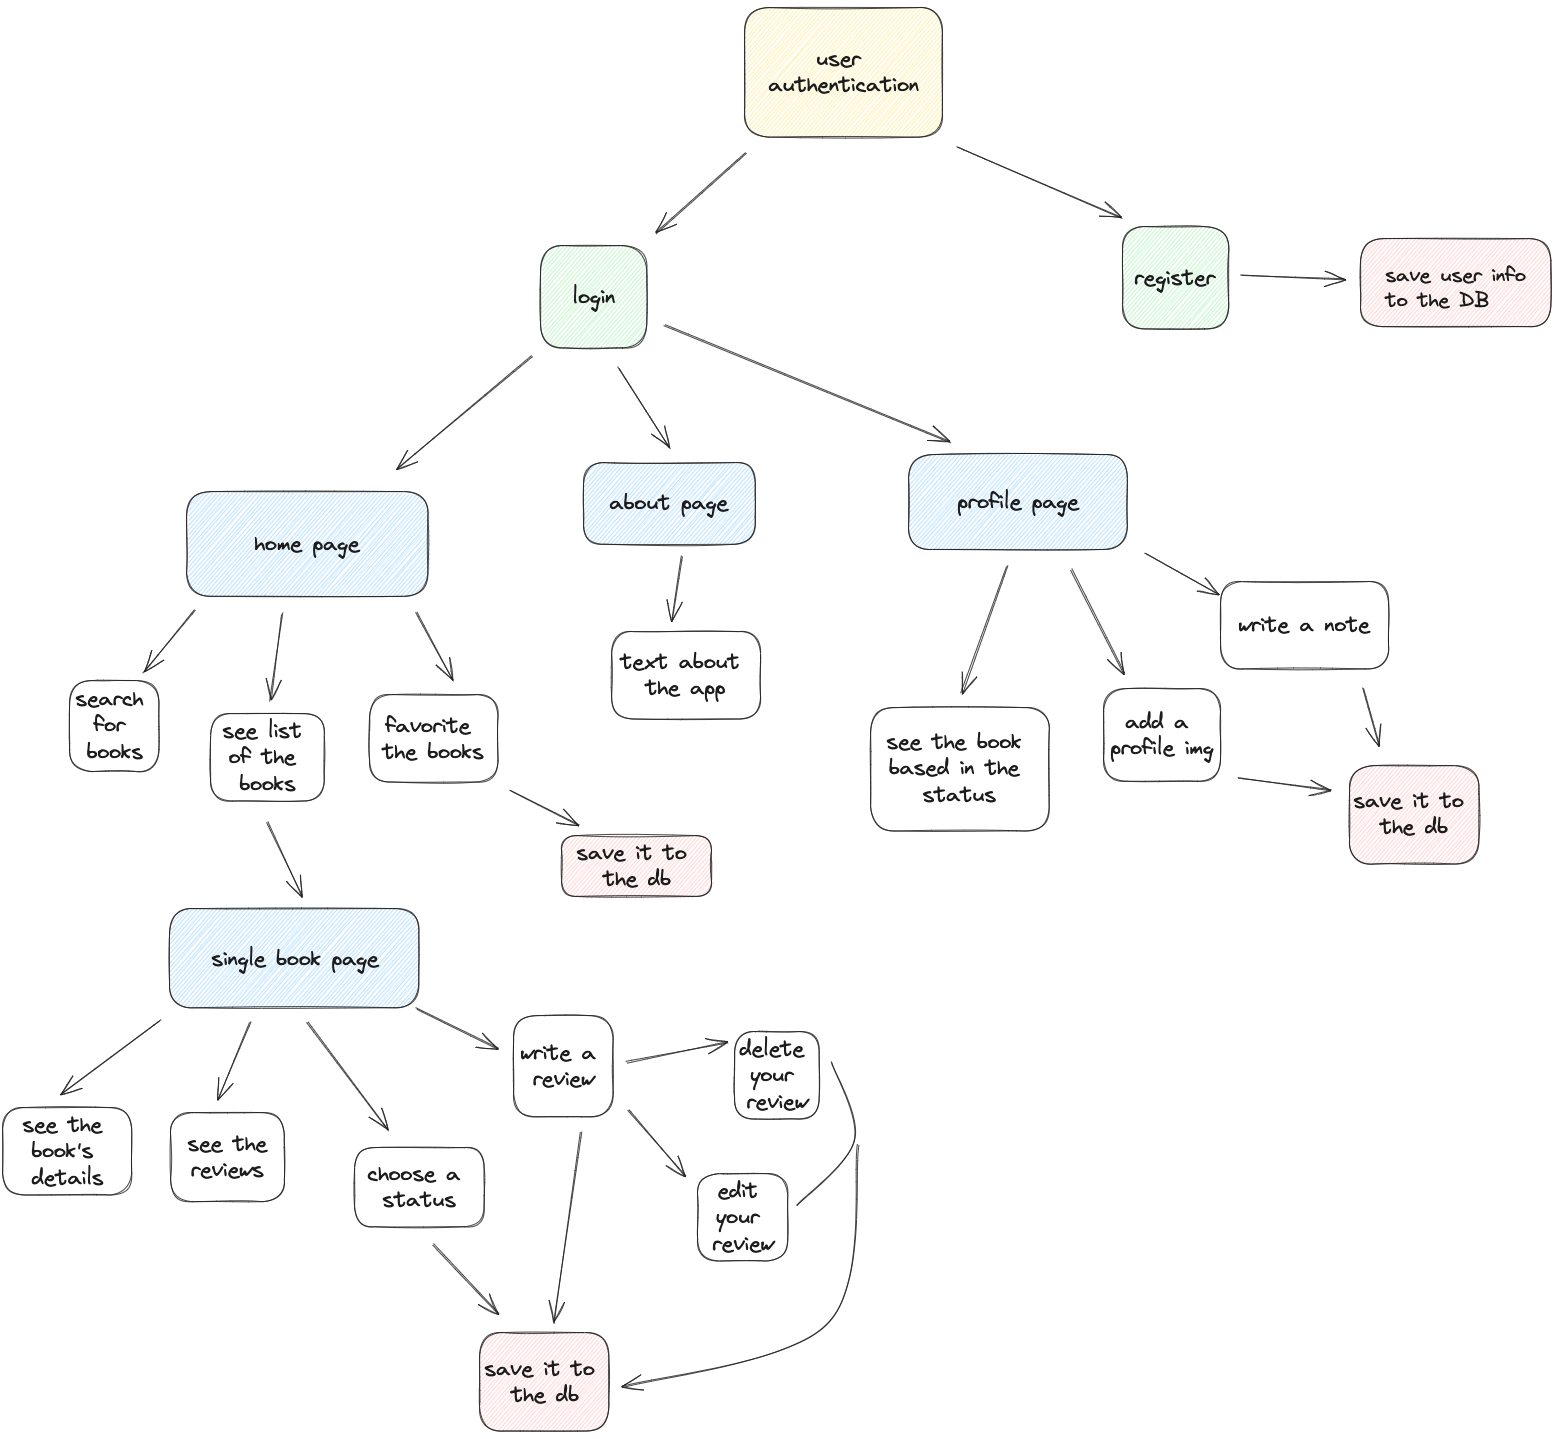 user
authentication
login
register
save user info
to the DB
home page
about page
profile page
write a note
search
for
books
see list
of the
books
favorite
the books
text about
the app
see the book
based in the
status
add a
profile img
save it to
the db
save it to
the db
single book page
write a
review
delete
your
review
see the
book's
details
see the
reviews
choose a
status
edit
your
review
save it to
the db